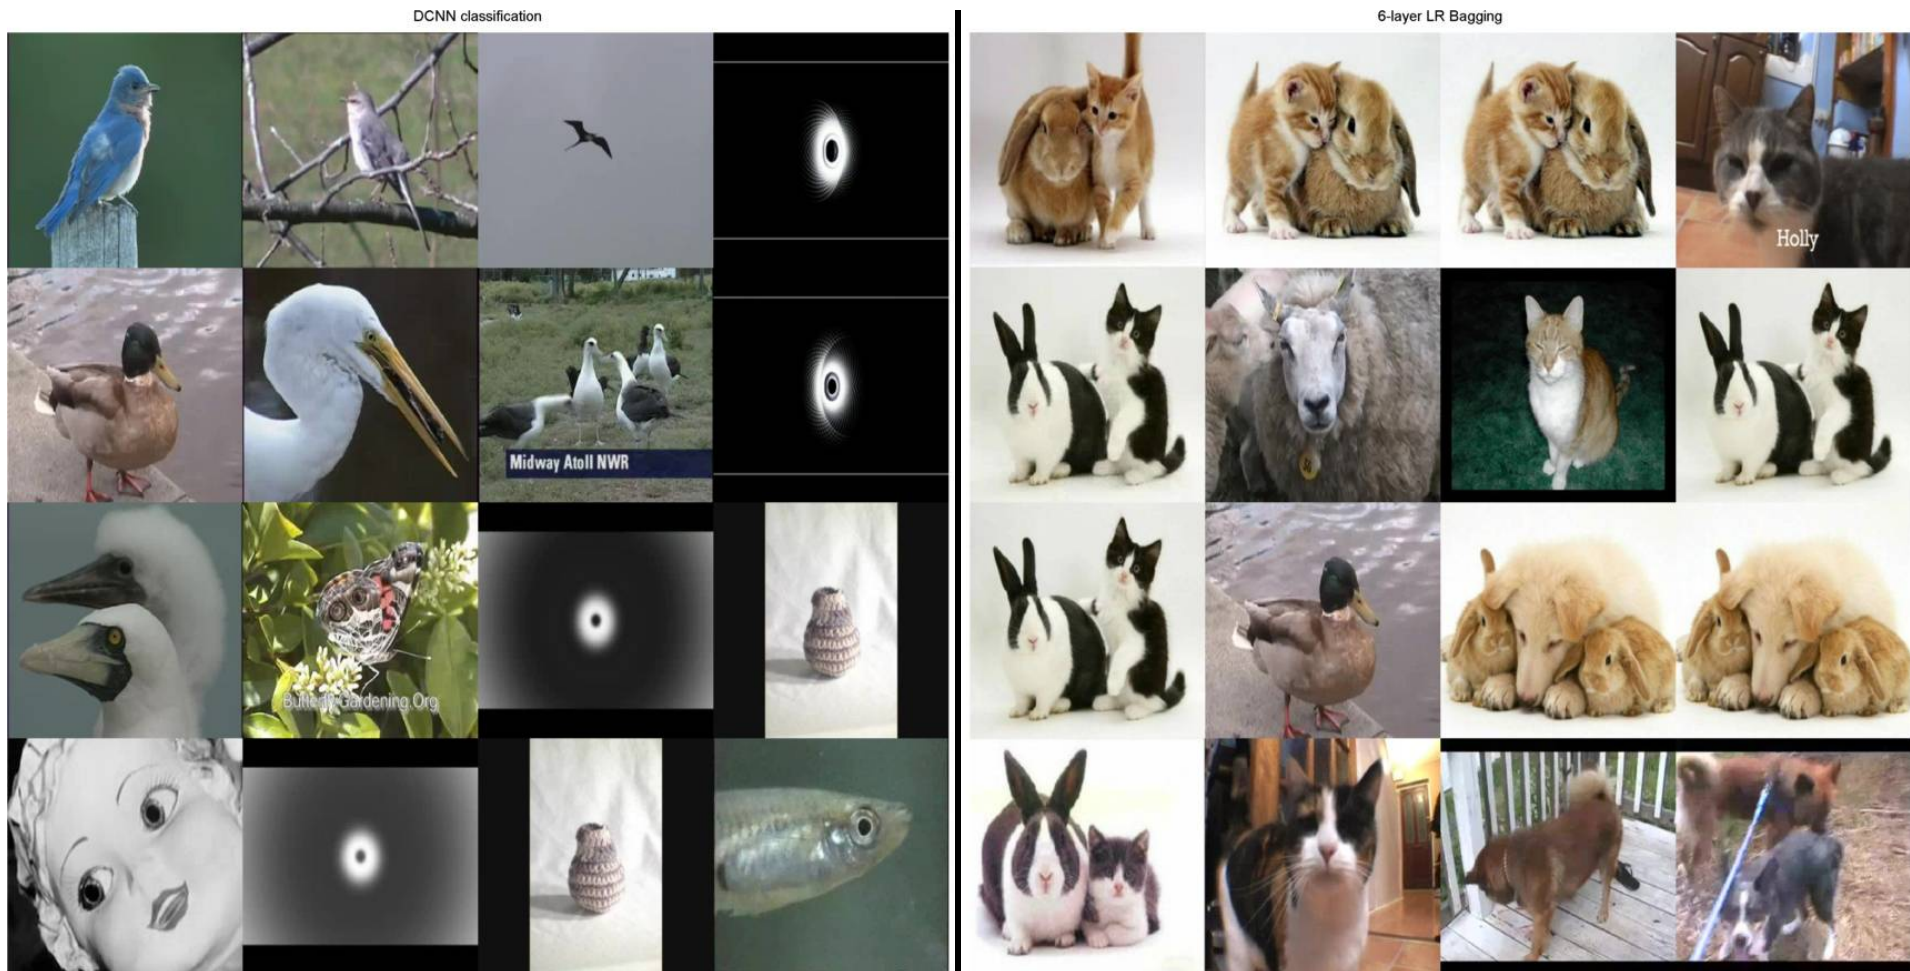 DCNN classification
6-layer LR Bagging
Holly
Midway Atoll NWR
Butterfly Gardening.Org